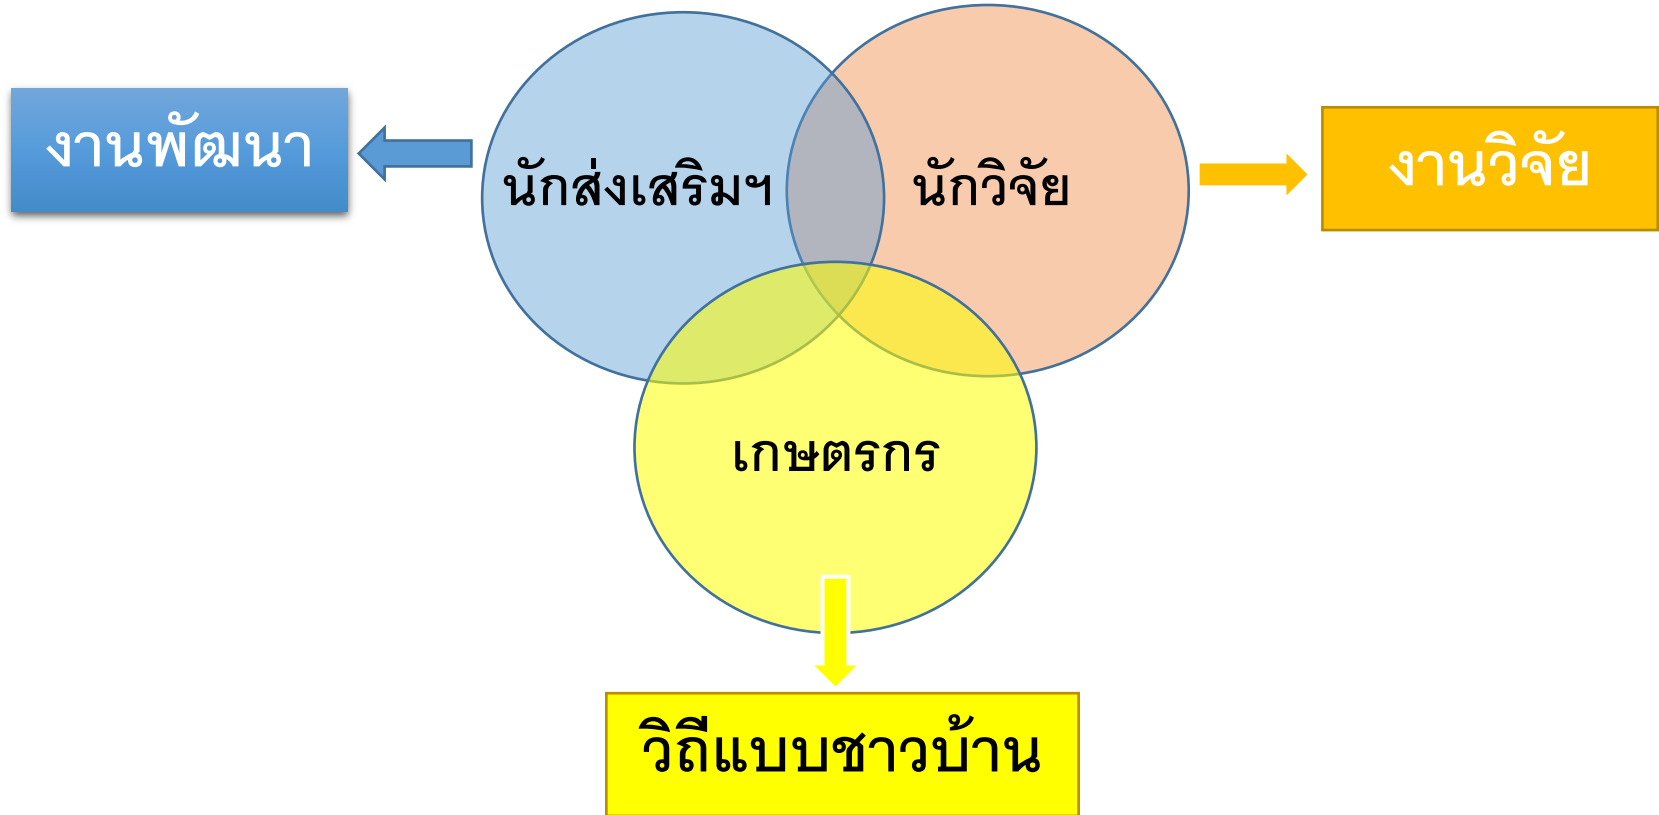 งานพัฒนา
นักส่งเสริมฯ
นักวิจัย
งานวิจัย
เกษตรกร
วิถีแบบชาวบ้าน